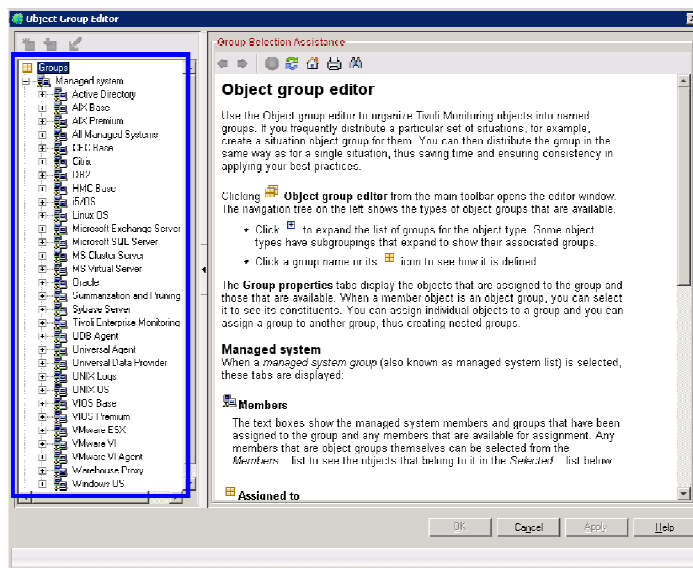 Object Group Editor
Groups
Managed system
Active Directory
AIX Base
AIX Premium
All Managed Systems
CEC Base
Citrix
DB2
HMC Base
i5/OS
Linux OS
Microsoft Exchange Server
Microsoft SQL Server
MS Cluster Server
MS Virtual Server
Oracle
Summarization and Pruning
Sybase Server
Tivoli Enterprise Monitoring
UDB Agent
Universal Agent
Universal Data Provider
UNIX Logs
UNIX OS
VIOS Base
VIOS Premium
VMware ESX
VMware VI
VMware VI Agent
Warehouse Proxy
Windows OS
Group Selection Assistance
Object group editor
Use the Object group editor to organize Tivoli Monitoring objects into named
groups. If you frequently distribute a particular set of situations, for example,
create a situation object group for them. You can then distribute the group in the
same way as for a single situation, thus saving time and ensuring consistency in
applying your best practices.
Clicking Object group editor from the main toolbar opens the editor window.
The navigation tree on the left shows the types of object groups that are available.
• Click to expand the list of groups for the object type. Some object
types have subgroupings that expand to show their associated groups.
• Click a group name or its icon to see how it is defined
The Group properties tabs display the objects that are assigned to the group and
those that are available. When a member object is an object group, you can select
it to see its constituents. You can assign individual objects to a group and you can
assign a group to another group, thus creating nested groups.
Managed system
When a managed system group (also known as managed system list) is selected,
these tabs are displayed:
Members
The text boxes show the managed system members and groups that have been
assigned to the group and any members that are available for assignment. Any
members that are object groups themselves can be selected from the
Members list to see the objects that belong to it in the Selected list below
Assigned to
OK
Cancel
Apply
Help